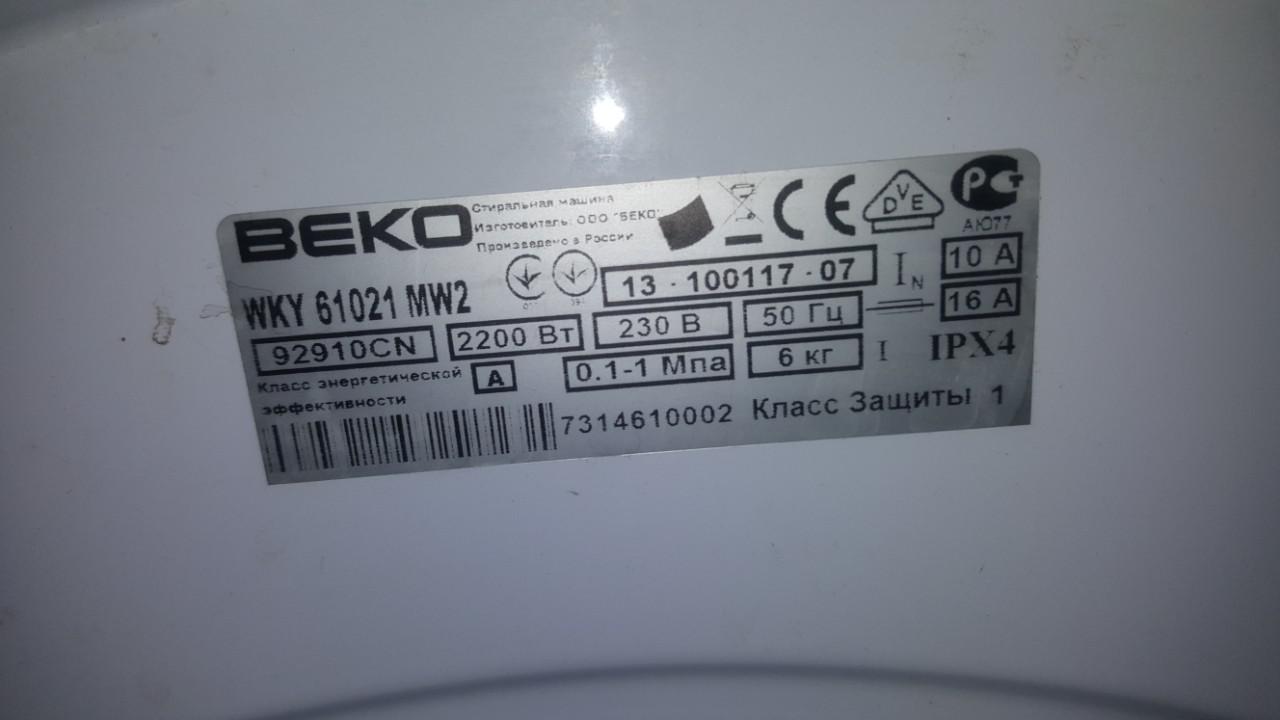 BEKO
Стиральная машина
Изготовитель: ООО "БЕКО"
Произведено в России
CE
VDE
РСТ
АЮ77
WKY 61021 MW2
13 - 100117 - 07
IN
10 A
92910CN
2200 Вт
230 В
50 Гц
16 A
Класс энергетической
эффективности
A
0.1-1 Мпа
6 кг
I
IPX4
7314610002
Класс Защиты 1